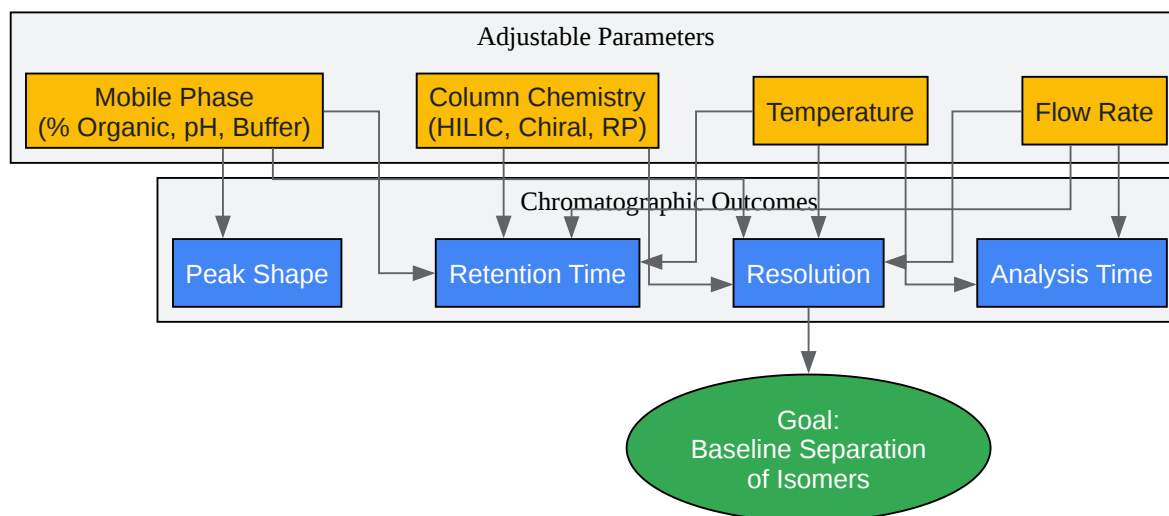 Adjustable Parameters
Mobile Phase
(% Organic, pH, Buffer)
Column Chemistry
(HILIC, Chiral, RP)
Temperature
Flow Rate
Chromatographic Outcomes
Peak Shape
Retention Time
Resolution
Analysis Time
Goal:
Baseline Separation
of Isomers